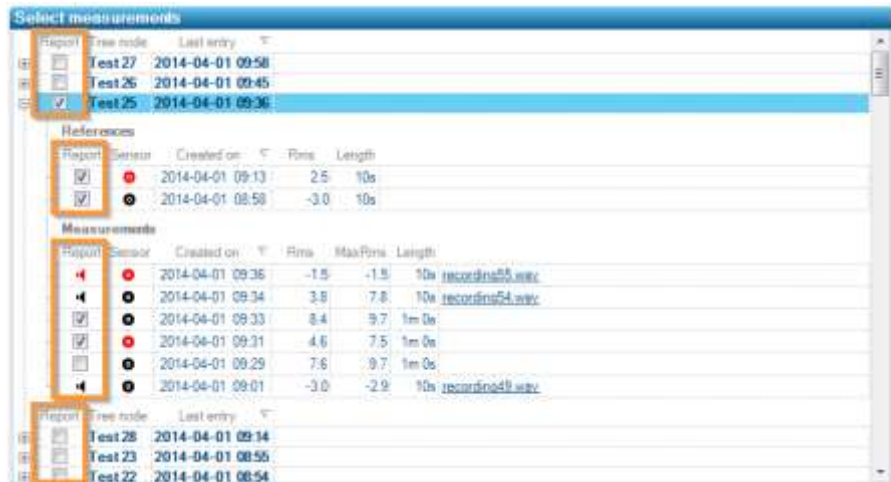 Select measurements
Report Tree node Last entry
Test 27 2014-04-01 09:58
Test 26 2014-04-01 09:45
Test 25 2014-04-01 09:36
References
Report Sensor Created on Rms Length
2014-04-01 09:13 2.5 10s
2014-04-01 08:58 -3.0 10s
Measurements
Report Sensor Created on Rms MaxRms Length
2014-04-01 09:36 -1.5 -1.5 10s recording55.wav
2014-04-01 09:34 3.8 7.8 10s recording54.wav
2014-04-01 09:33 8.4 9.7 1m 0s
2014-04-01 09:31 4.6 7.5 1m 0s
2014-04-01 09:29 7.6 9.7 1m 0s
2014-04-01 09:01 -3.0 -2.9 10s recording49.wav
Report Tree node Last entry
Test 28 2014-04-01 09:14
Test 23 2014-04-01 08:55
Test 22 2014-04-01 08:54